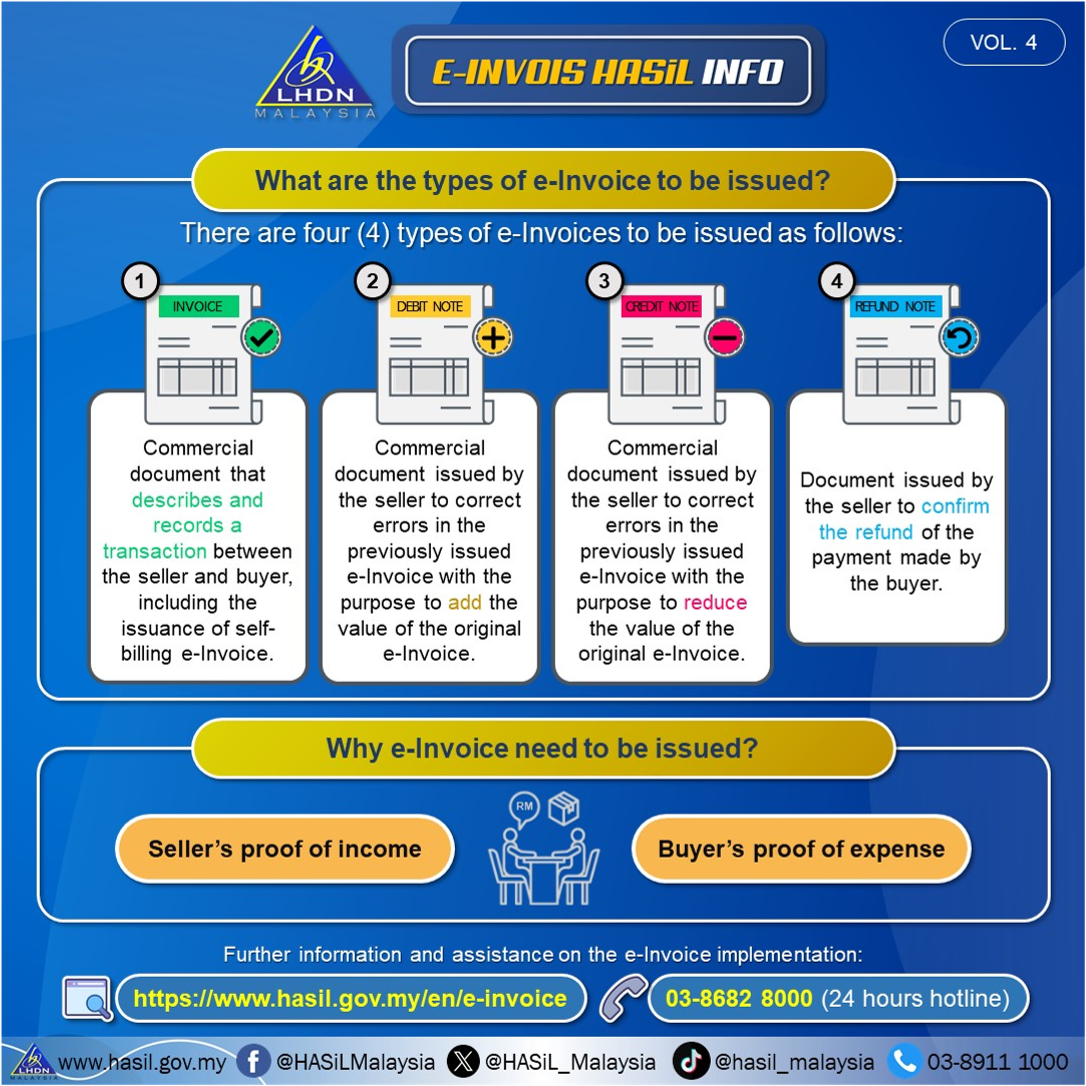 LHDN
MALAYSIA
E-INVOIS HASiL INFO
VOL. 4
What are the types of e-Invoice to be issued?
There are four (4) types of e-Invoices to be issued as follows:
1
INVOICE
Commercial
document that
describes and
records a
transaction between
the seller and buyer,
including the
issuance of self-
billing e-Invoice.
2
DEBIT NOTE
Commercial
document issued by
the seller to correct
errors in the
previously issued
e-Invoice with the
purpose to add the
value of the original
e-Invoice.
3
CREDIT NOTE
Commercial
document issued by
the seller to correct
errors in the
previously issued
e-Invoice with the
purpose to reduce
the value of the
original e-Invoice.
4
REFUND NOTE
Document issued by
the seller to confirm
the refund of the
payment made by
the buyer.
Why e-Invoice need to be issued?
Seller's proof of income
RM
Buyer's proof of expense
Further information and assistance on the e-Invoice implementation:
https://www.hasil.gov.my/en/e-invoice
03-8682 8000 (24 hours hotline)
LHDN
MALAYSIA
www.hasil.gov.my
@HASiLMalaysia
@HASiL_Malaysia
@hasil_malaysia
03-8911 1000